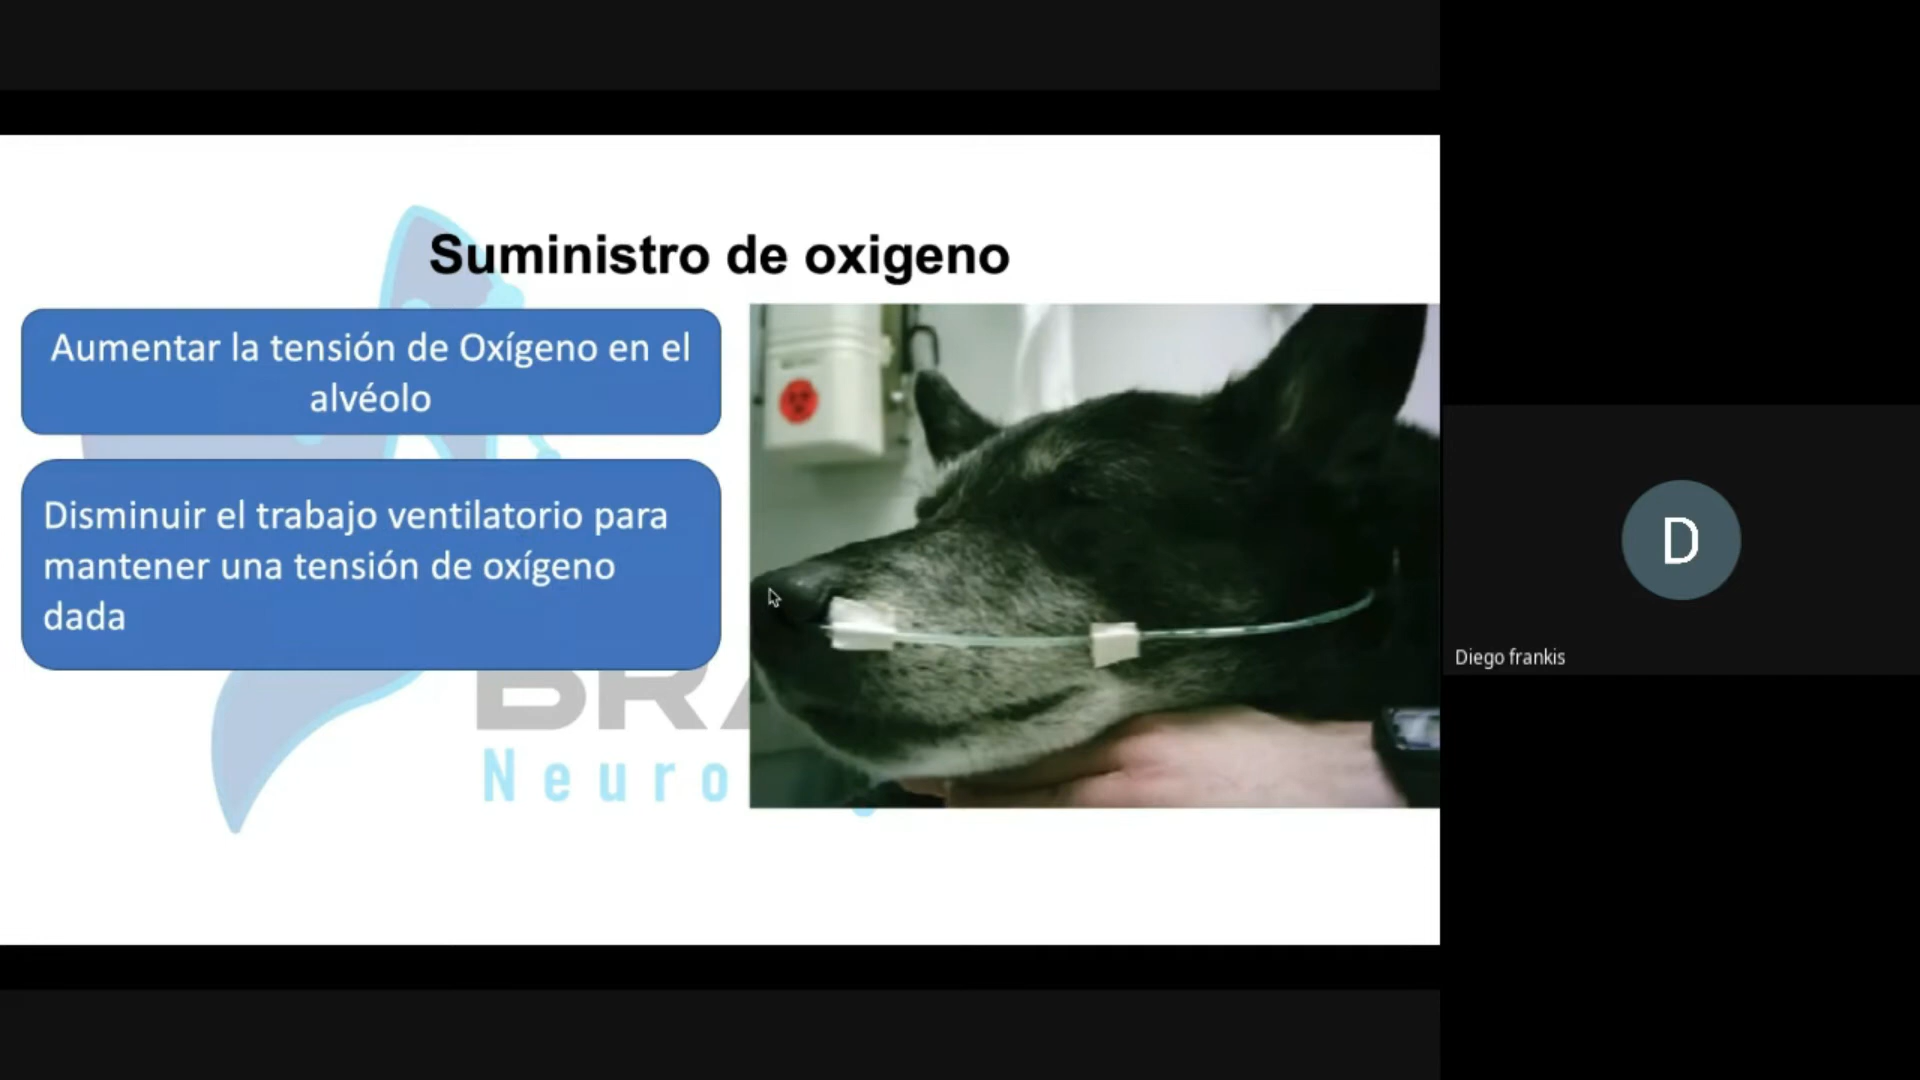 Suministro de oxigeno
Aumentar la tensión de Oxígeno en el
alvéolo
Disminuir el trabajo ventilatorio para
mantener una tensión de oxígeno
dada
BRA
Neuro
D
Diego frankis